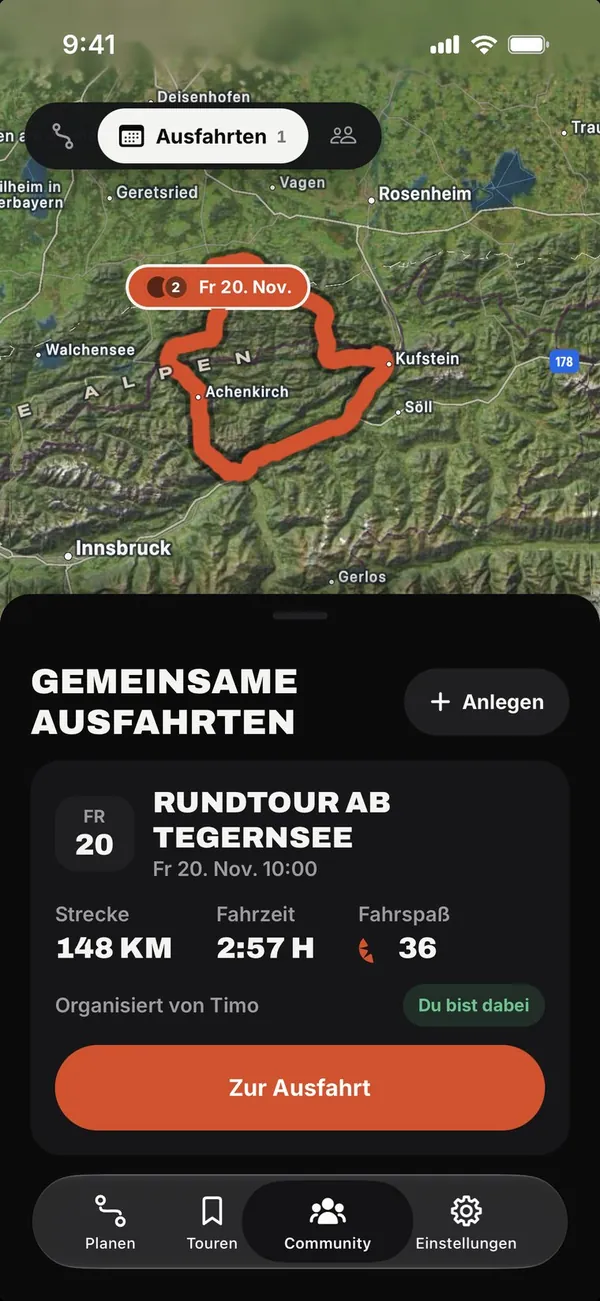 9:41
Deisenhofen
en a
Ausfahrten 1
Trau
ilheim in
erbayern
Geretsried
Vagen
Rosenheim
2 Fr 20. Nov.
Walchensee
E A L P E N
Kufstein
178
Achenkirch
Söll
Innsbruck
Gerlos
GEMEINSAME
AUSFAHRTEN
+ Anlegen
FR
20
RUNDTOUR AB
TEGERNSEE
Fr 20. Nov. 10:00
Strecke Fahrzeit Fahrspaß
148 KM 2:57 H 36
Organisiert von Timo Du bist dabei
Zur Ausfahrt
Planen Touren Community Einstellungen